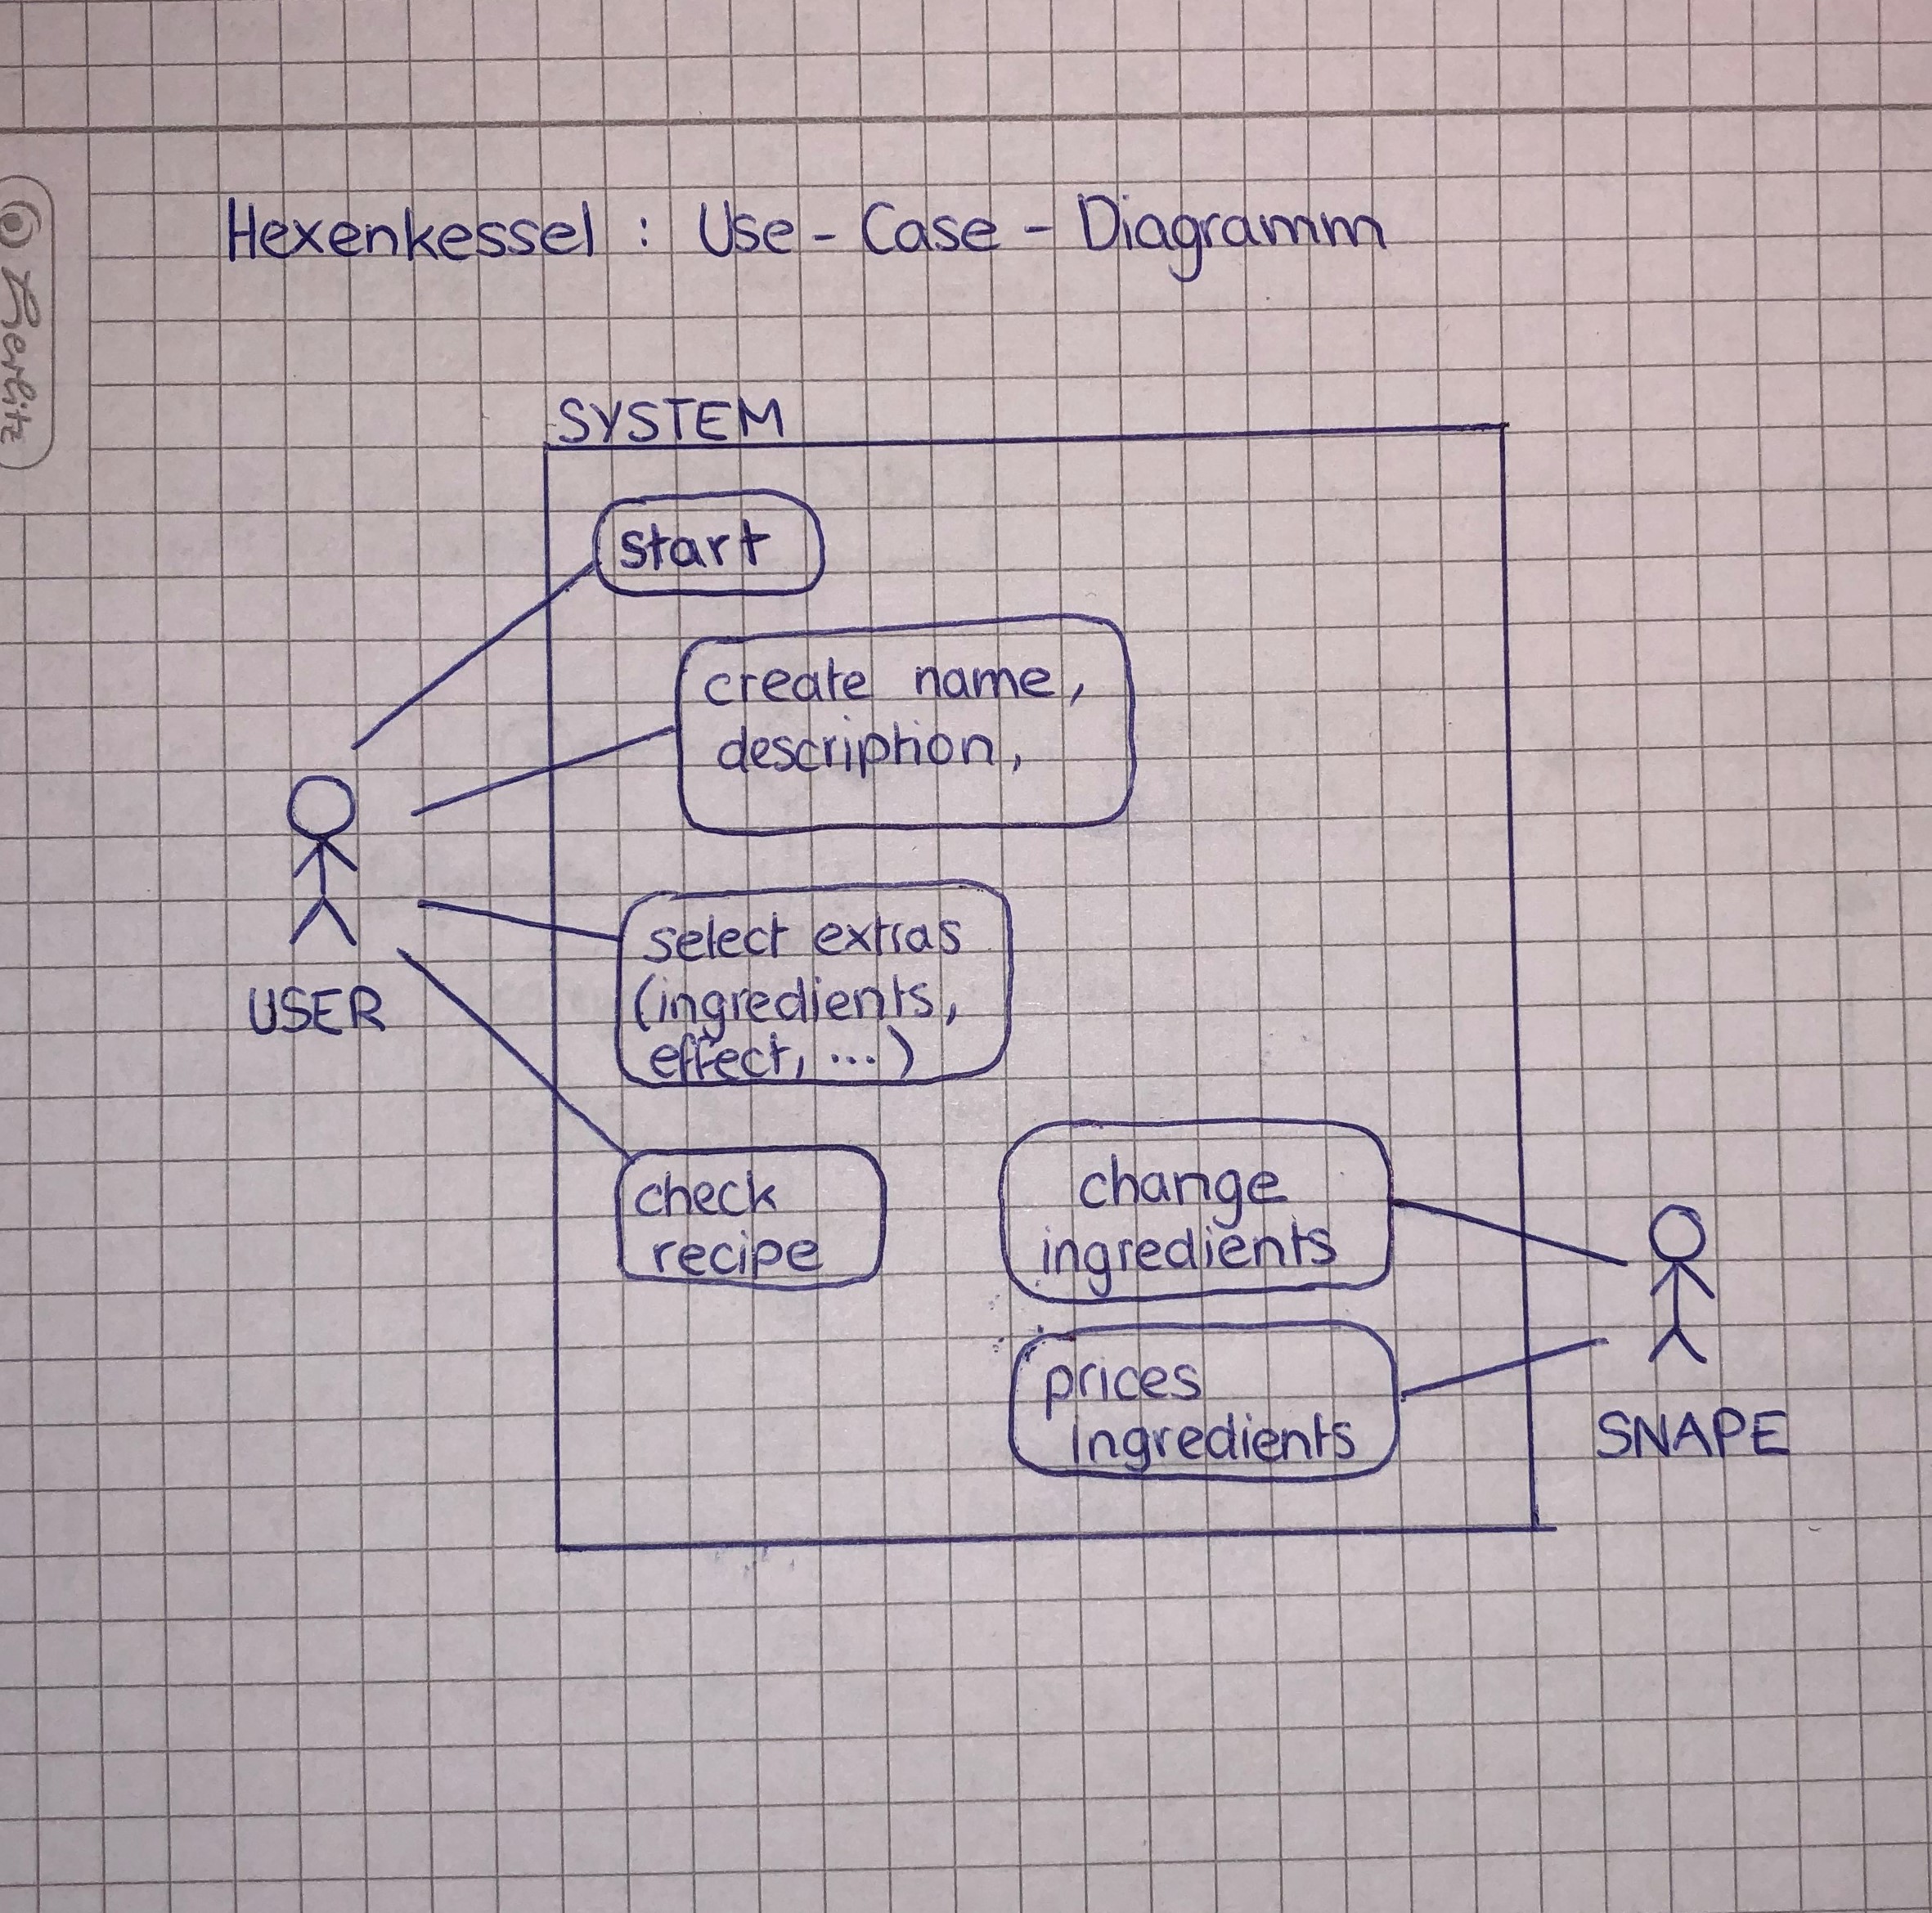 Herlitz
Hexenkessel : Use - Case - Diagramm
SYSTEM
start
create name,
description,
select extras
(ingredients,
effect, ...)
USER
check
recipe
change
ingredients
prices
ingredients
SNAPE